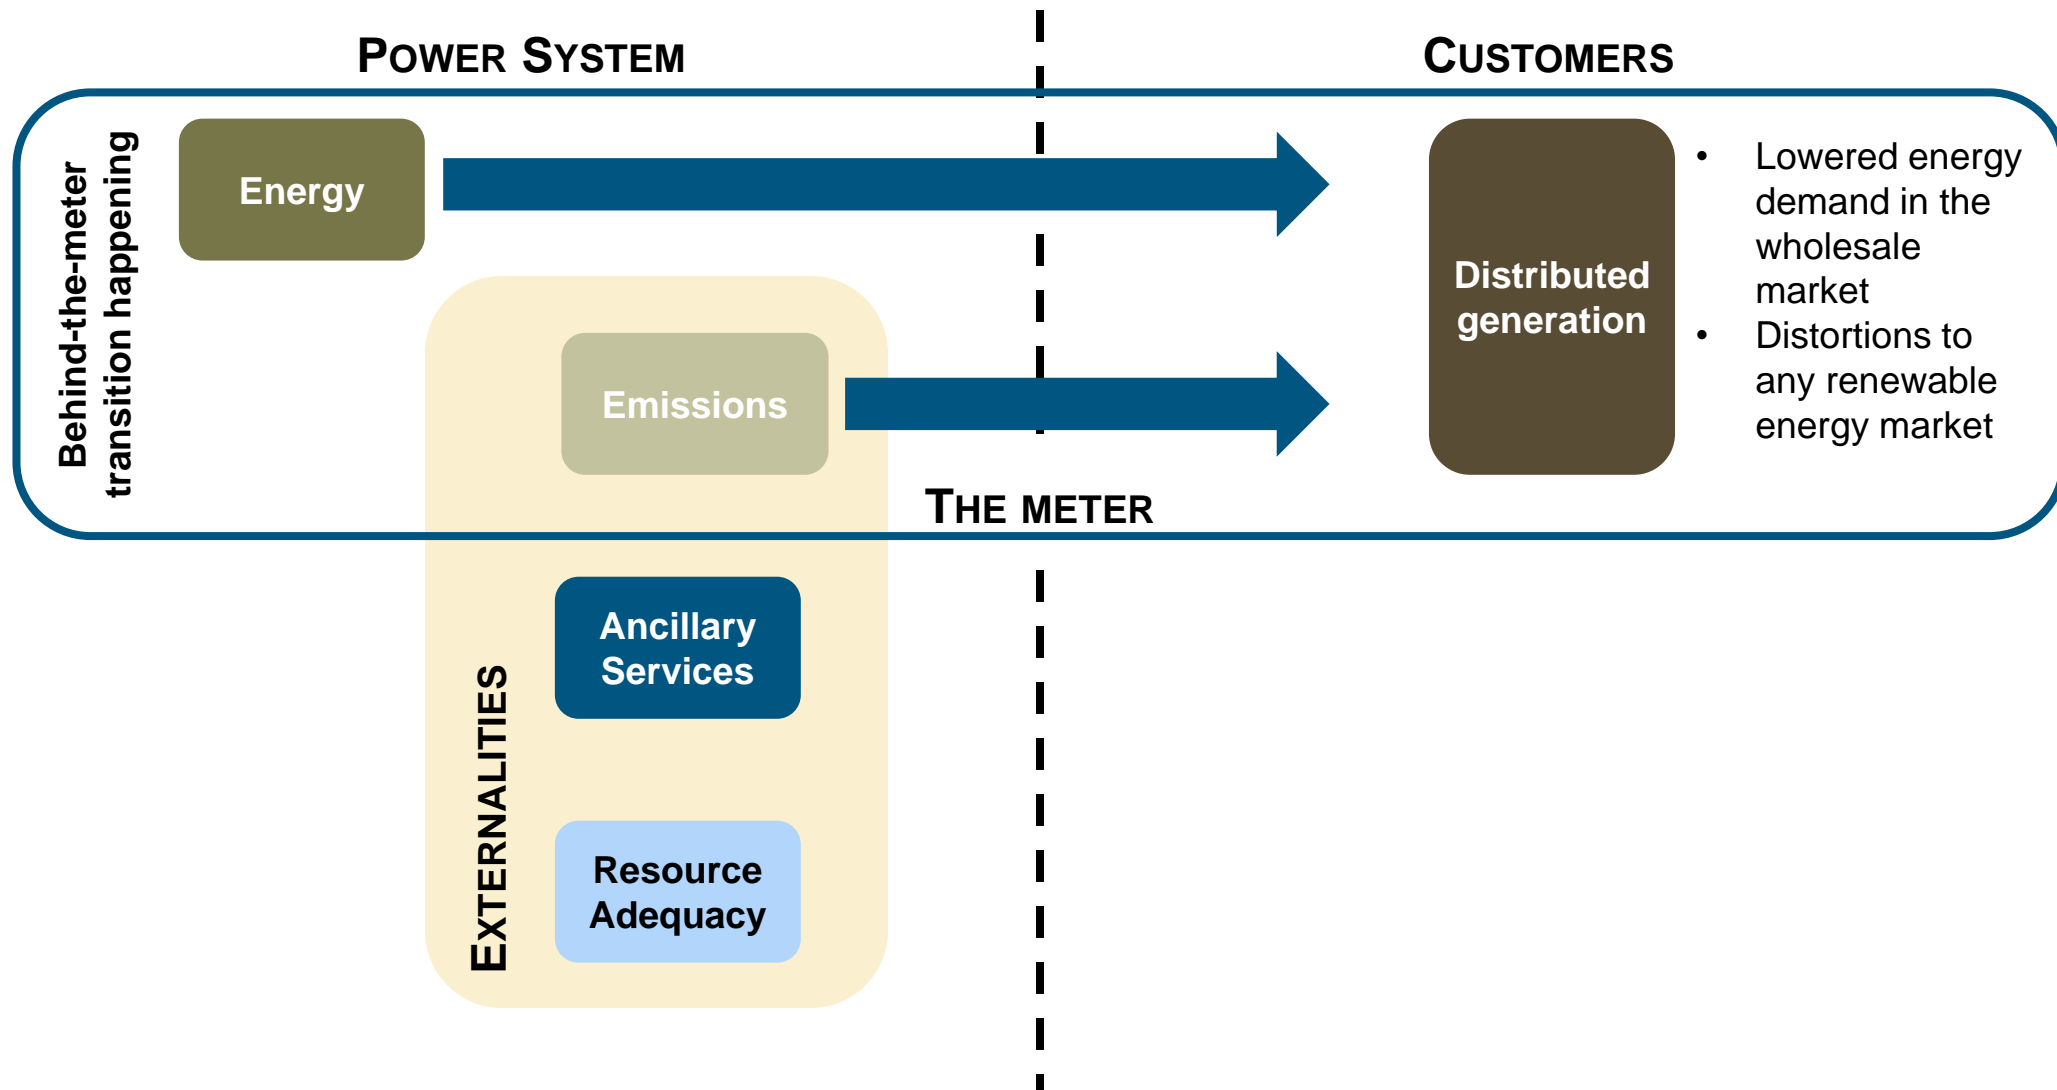 POWER SYSTEM
CUSTOMERS
Behind-the-meter
transition happening
Energy
Emissions
Distributed
generation
• Lowered energy
demand in the
wholesale
market
• Distortions to
any renewable
energy market
THE METER
EXTERNALITIES
Ancillary
Services
Resource
Adequacy